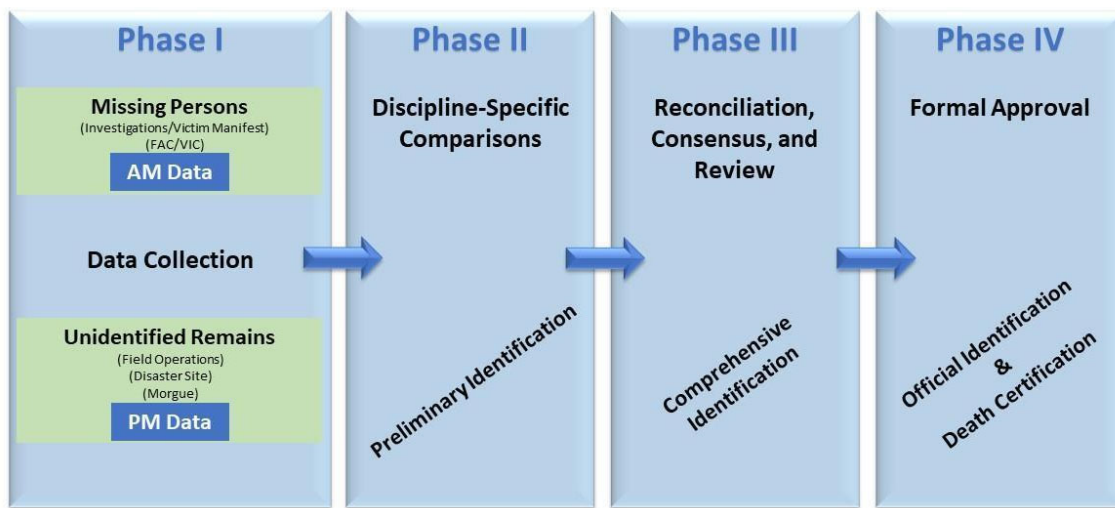 Phase I
Missing Persons
(Investigations/Victim Manifest)
(FAC/VIC)
AM Data
Data Collection
Unidentified Remains
(Field Operations)
(Disaster Site)
(Morgue)
PM Data
Phase II
Discipline-Specific
Comparisons
Preliminary Identification
Phase III
Reconciliation,
Consensus, and
Review
Comprehensive
Identification
Phase IV
Formal Approval
Official Identification
&
Death Certification